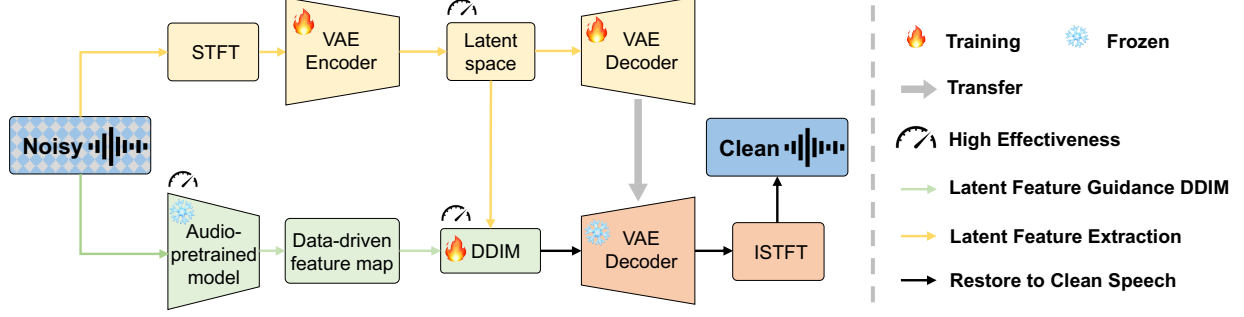 STFT
VAE
Encoder
Latent
space
VAE
Decoder
Noisy
Clean
Audio-
pretrained
model
Data-driven
feature map
DDIM
VAE
Decoder
ISTFT
Training
Frozen
Transfer
High Effectiveness
Latent Feature Guidance DDIM
Latent Feature Extraction
Restore to Clean Speech